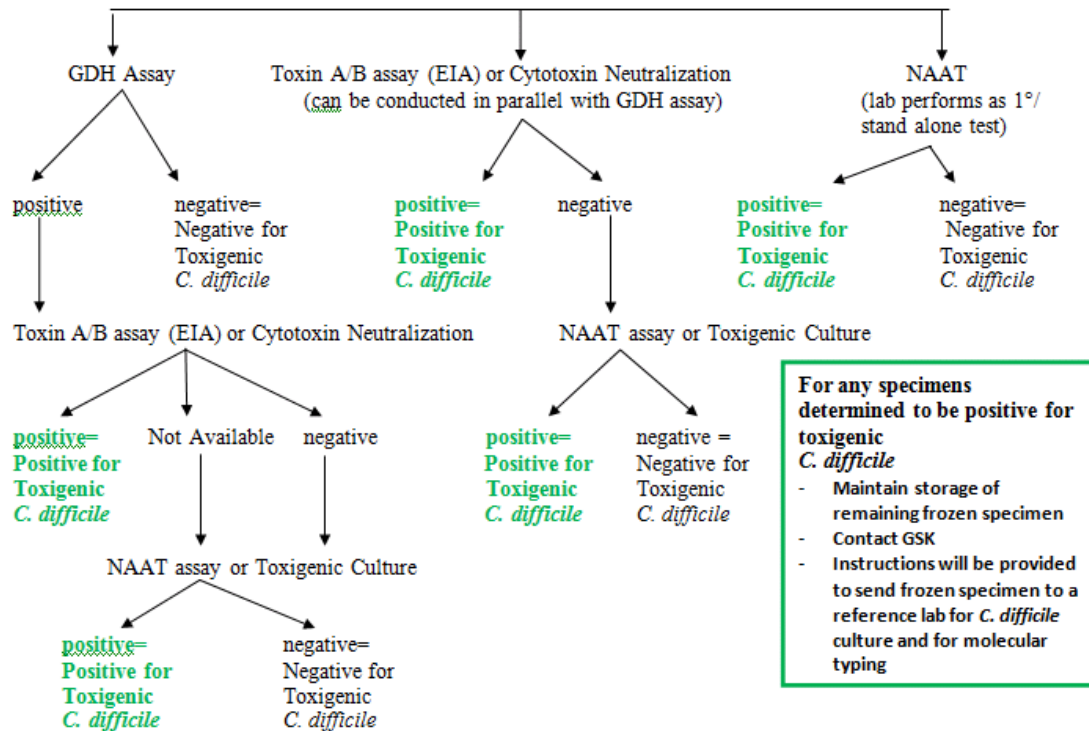 GDH Assay
Toxin A/B assay (EIA) or Cytotoxin Neutralization
(can be conducted in parallel with GDH assay)
NAAT
(lab performs as 1°/
stand alone test)
positive
negative=
Negative for
Toxigenic
C. difficile
positive=
Positive for
Toxigenic
C. difficile
negative
positive=
Positive for
Toxigenic
C. difficile
negative=
Negative for
Toxigenic
C. difficile
Toxin A/B assay (EIA) or Cytotoxin Neutralization
NAAT assay or Toxigenic Culture
positive=
Positive for
Toxigenic
C. difficile
Not Available
negative
positive=
Positive for
Toxigenic
C. difficile
negative =
Negative for
Toxigenic
C. difficile
NAAT assay or Toxigenic Culture
positive=
Positive for
Toxigenic
C. difficile
negative=
Negative for
Toxigenic
C. difficile
For any specimens
determined to be positive for
toxigenic
C. difficile
- Maintain storage of
remaining frozen specimen
- Contact GSK
- Instructions will be provided
to send frozen specimen to a
reference lab for C. difficile
culture and for molecular
typing